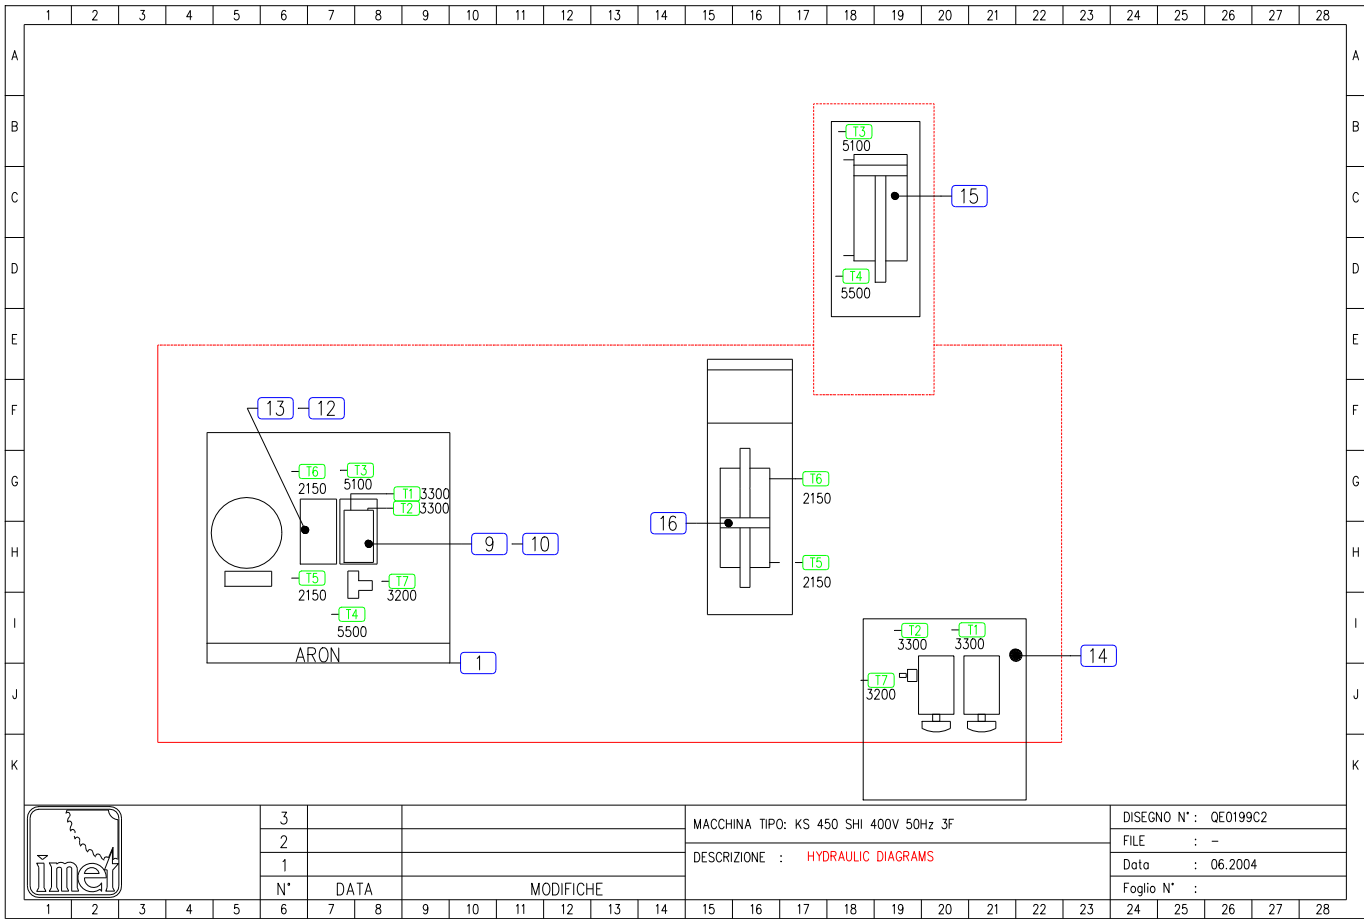 1 2 3 4 5 6 7 8 9 10 11 12 13 14 15 16 17 18 19 20 21 22 23 24 25 26 27 28
A A
B B
T3
5100
C C
15
D D
T4
5500
E E
F F
13 12
G G
T6
2150
T3
5100
T1 3300
T2 3300
T6
2150
16
9 10
H H
T5
2150
T7
3200
T5
2150
I I
T4
5500
T2
3300
T1
3300
ARON
1
14
J J
T7
3200
K K
imet
3
2
1
N° DATA MODIFICHE
MACCHINA TIPO: KS 450 SHI 400V 50Hz 3F
DESCRIZIONE : HYDRAULIC DIAGRAMS
DISEGNO N° : QE0199C2
FILE : -
Data : 06.2004
Foglio N° :
1 2 3 4 5 6 7 8 9 10 11 12 13 14 15 16 17 18 19 20 21 22 23 24 25 26 27 28